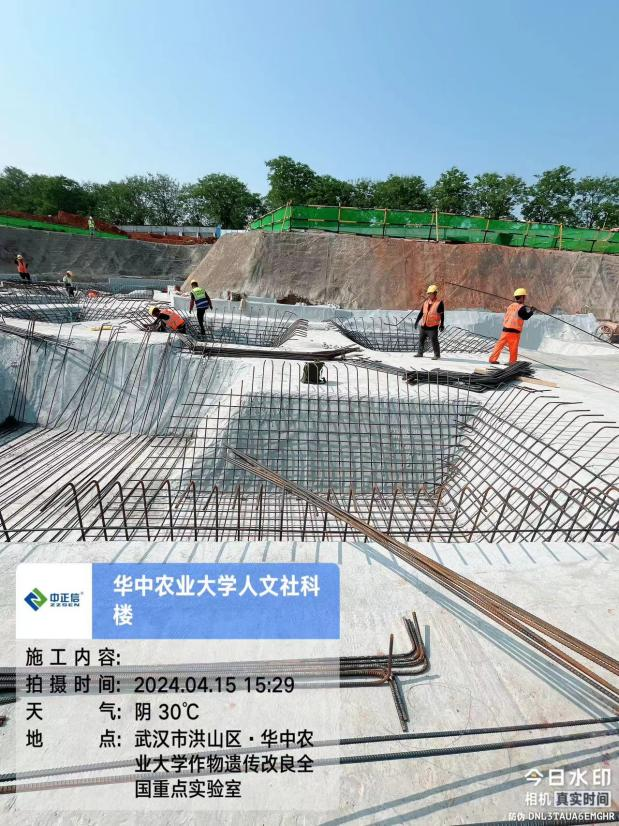 中正信
ZZSEN
华中农业大学人文社科
楼
施工内容:
拍摄时间: 2024.04.15 15:29
天 气: 阴 30℃
地 点: 武汉市洪山区·华中农
业大学作物遗传改良全
国重点实验室
今日水印
相机 真实时间
防伪 DNL3TAUA6EMGHR